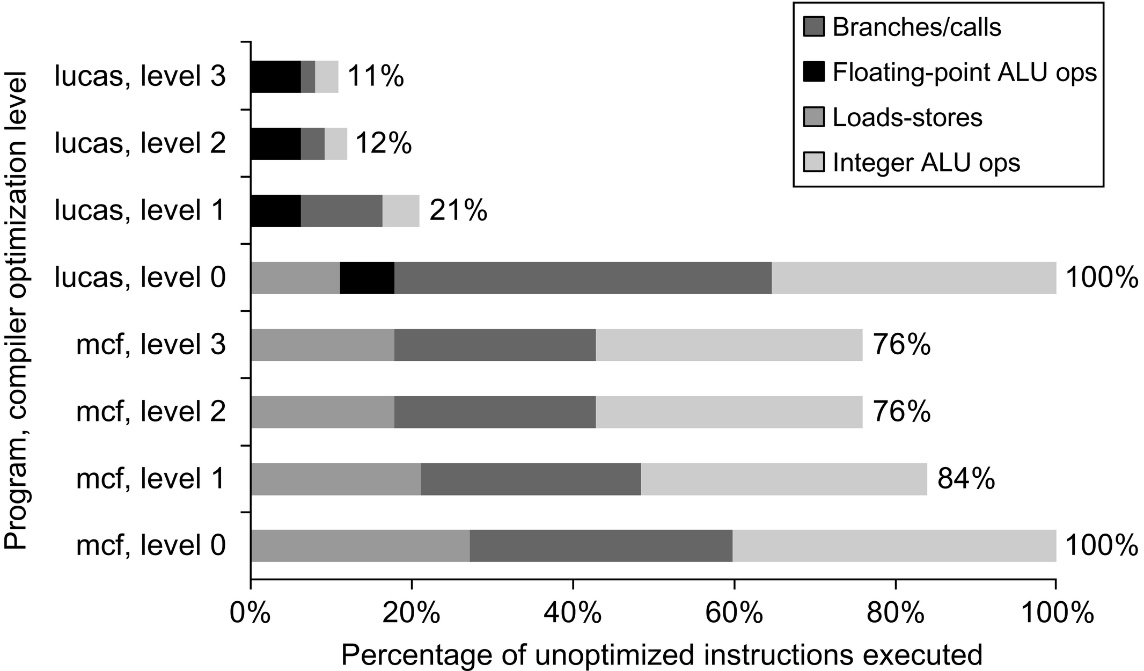 Branches/calls
Floating-point ALU ops
Loads-stores
Integer ALU ops
Program, compiler optimization level
lucas, level 3 11%
lucas, level 2 12%
lucas, level 1 21%
lucas, level 0 100%
mcf, level 3 76%
mcf, level 2 76%
mcf, level 1 84%
mcf, level 0 100%
0% 20% 40% 60% 80% 100%
Percentage of unoptimized instructions executed